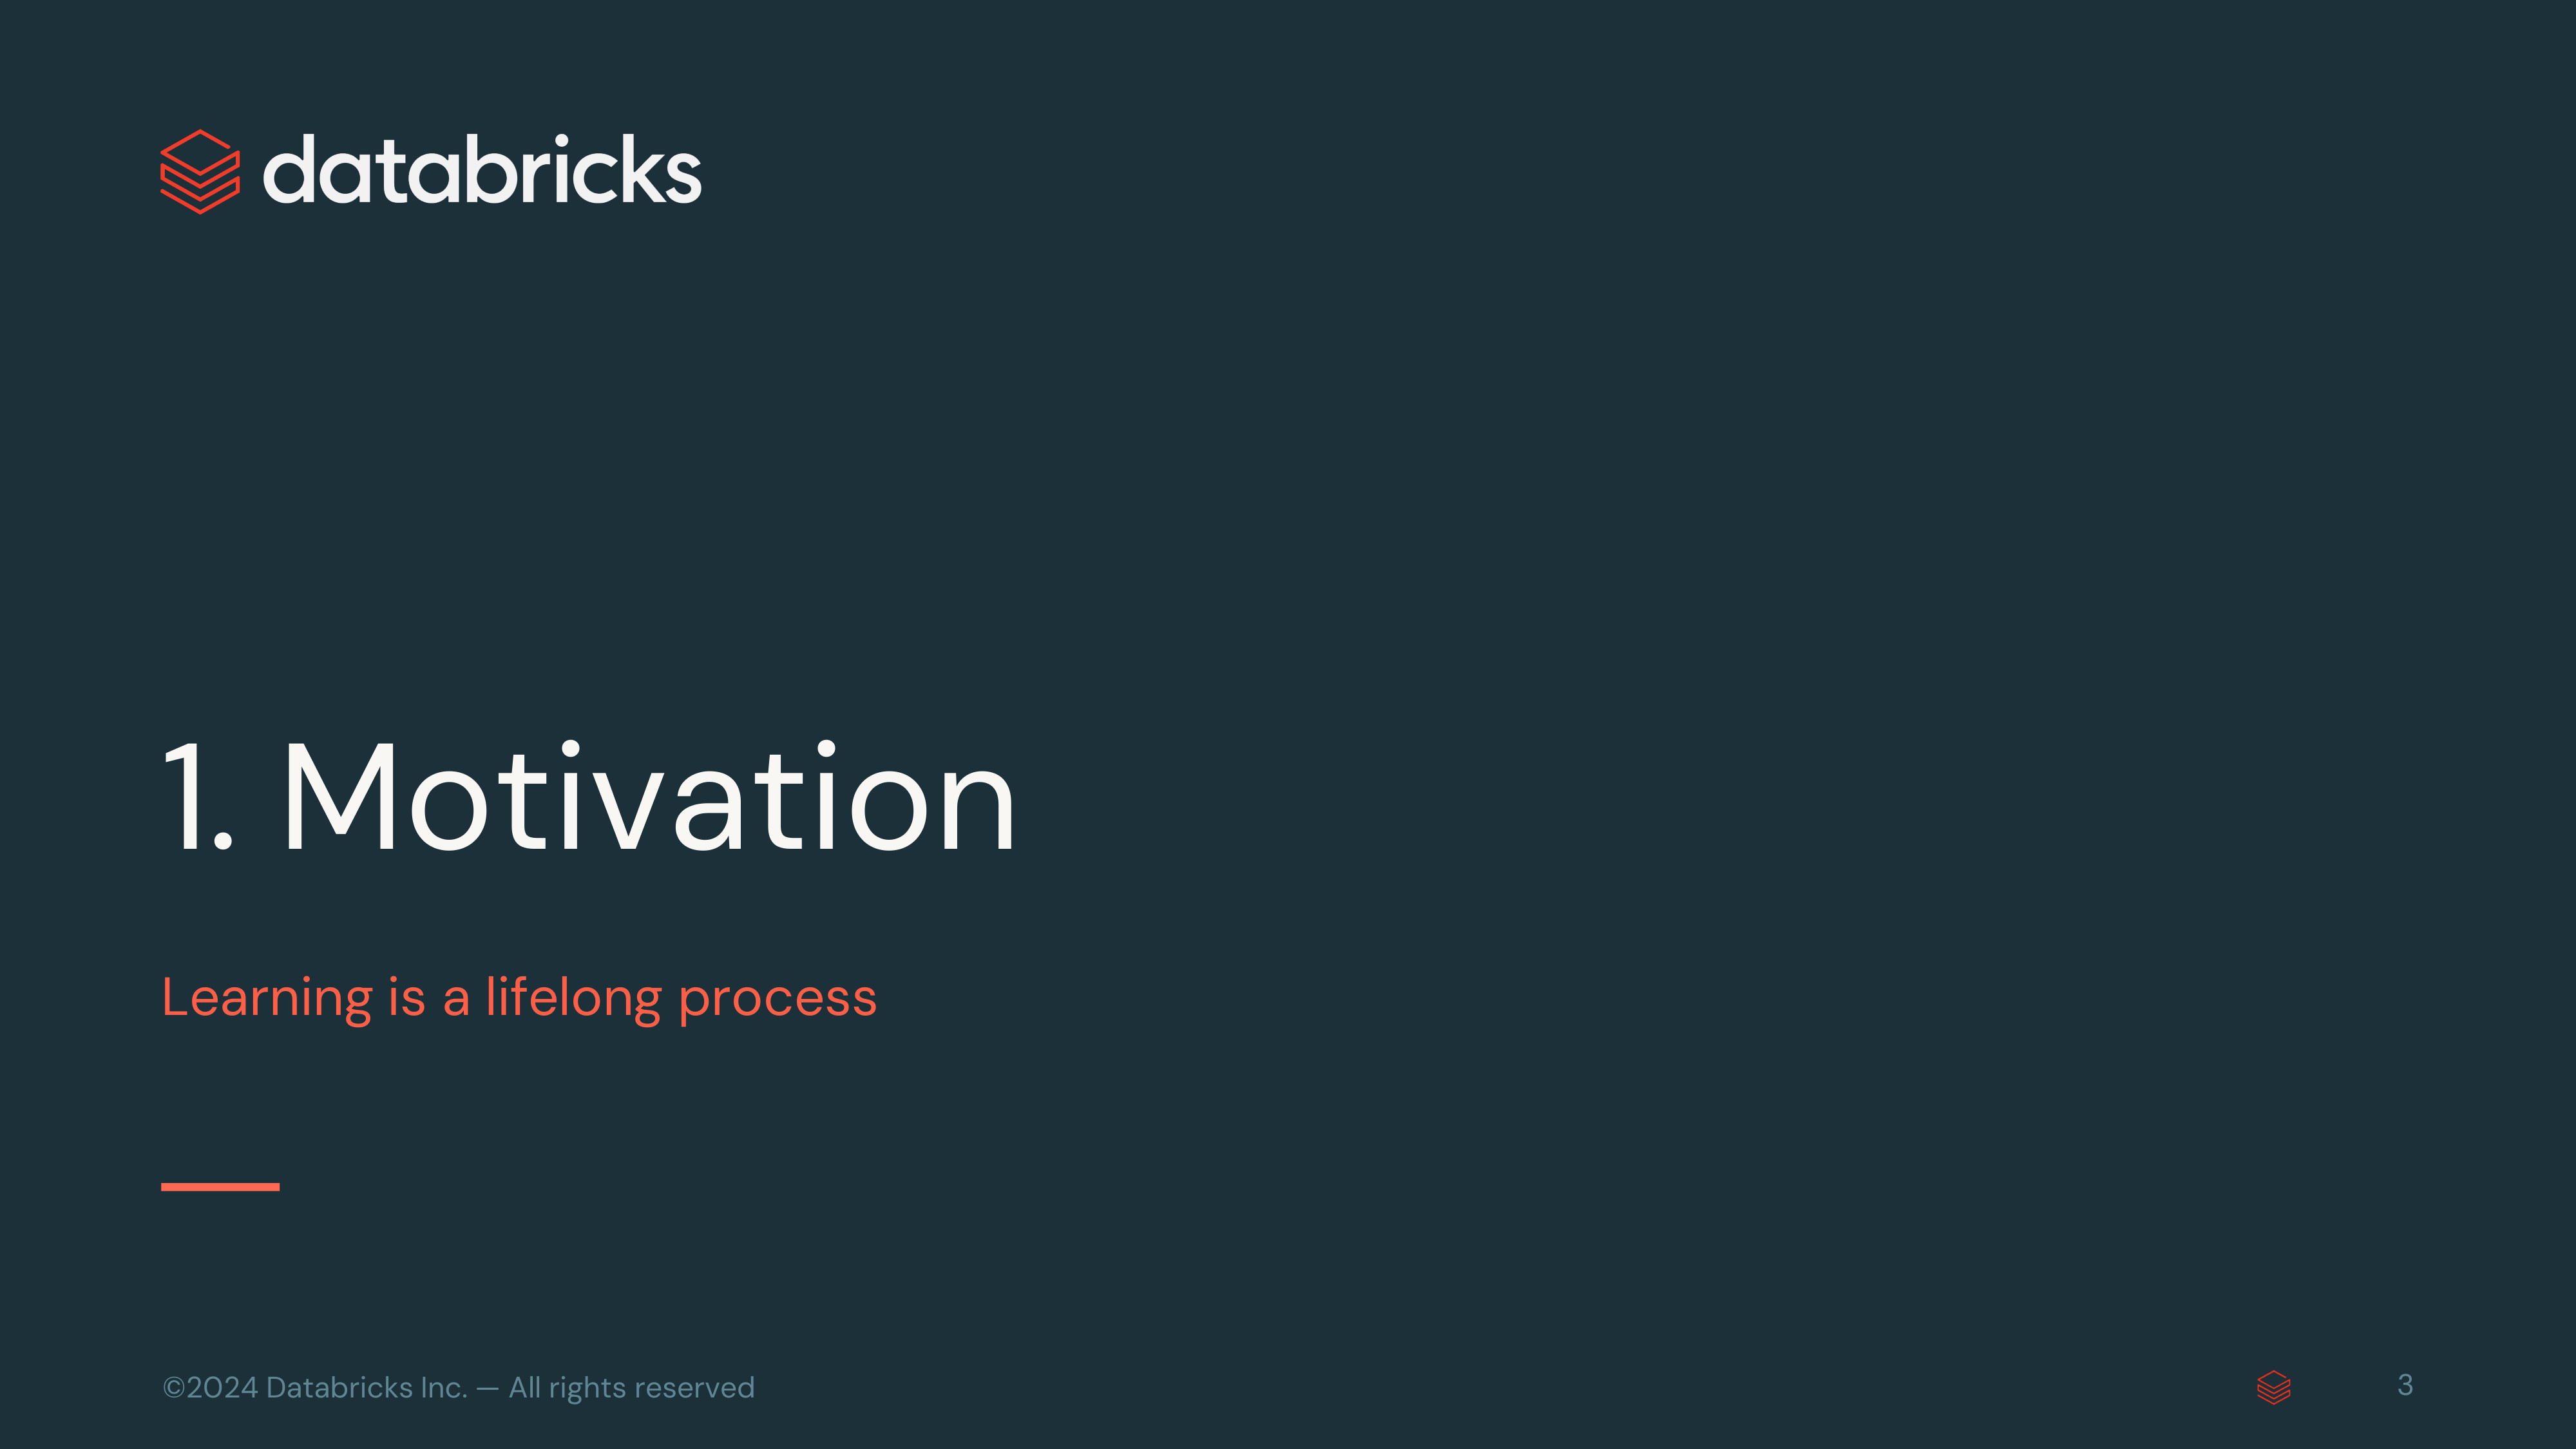 databricks
1. Motivation
Learning is a lifelong process
©2024 Databricks Inc. — All rights reserved
3